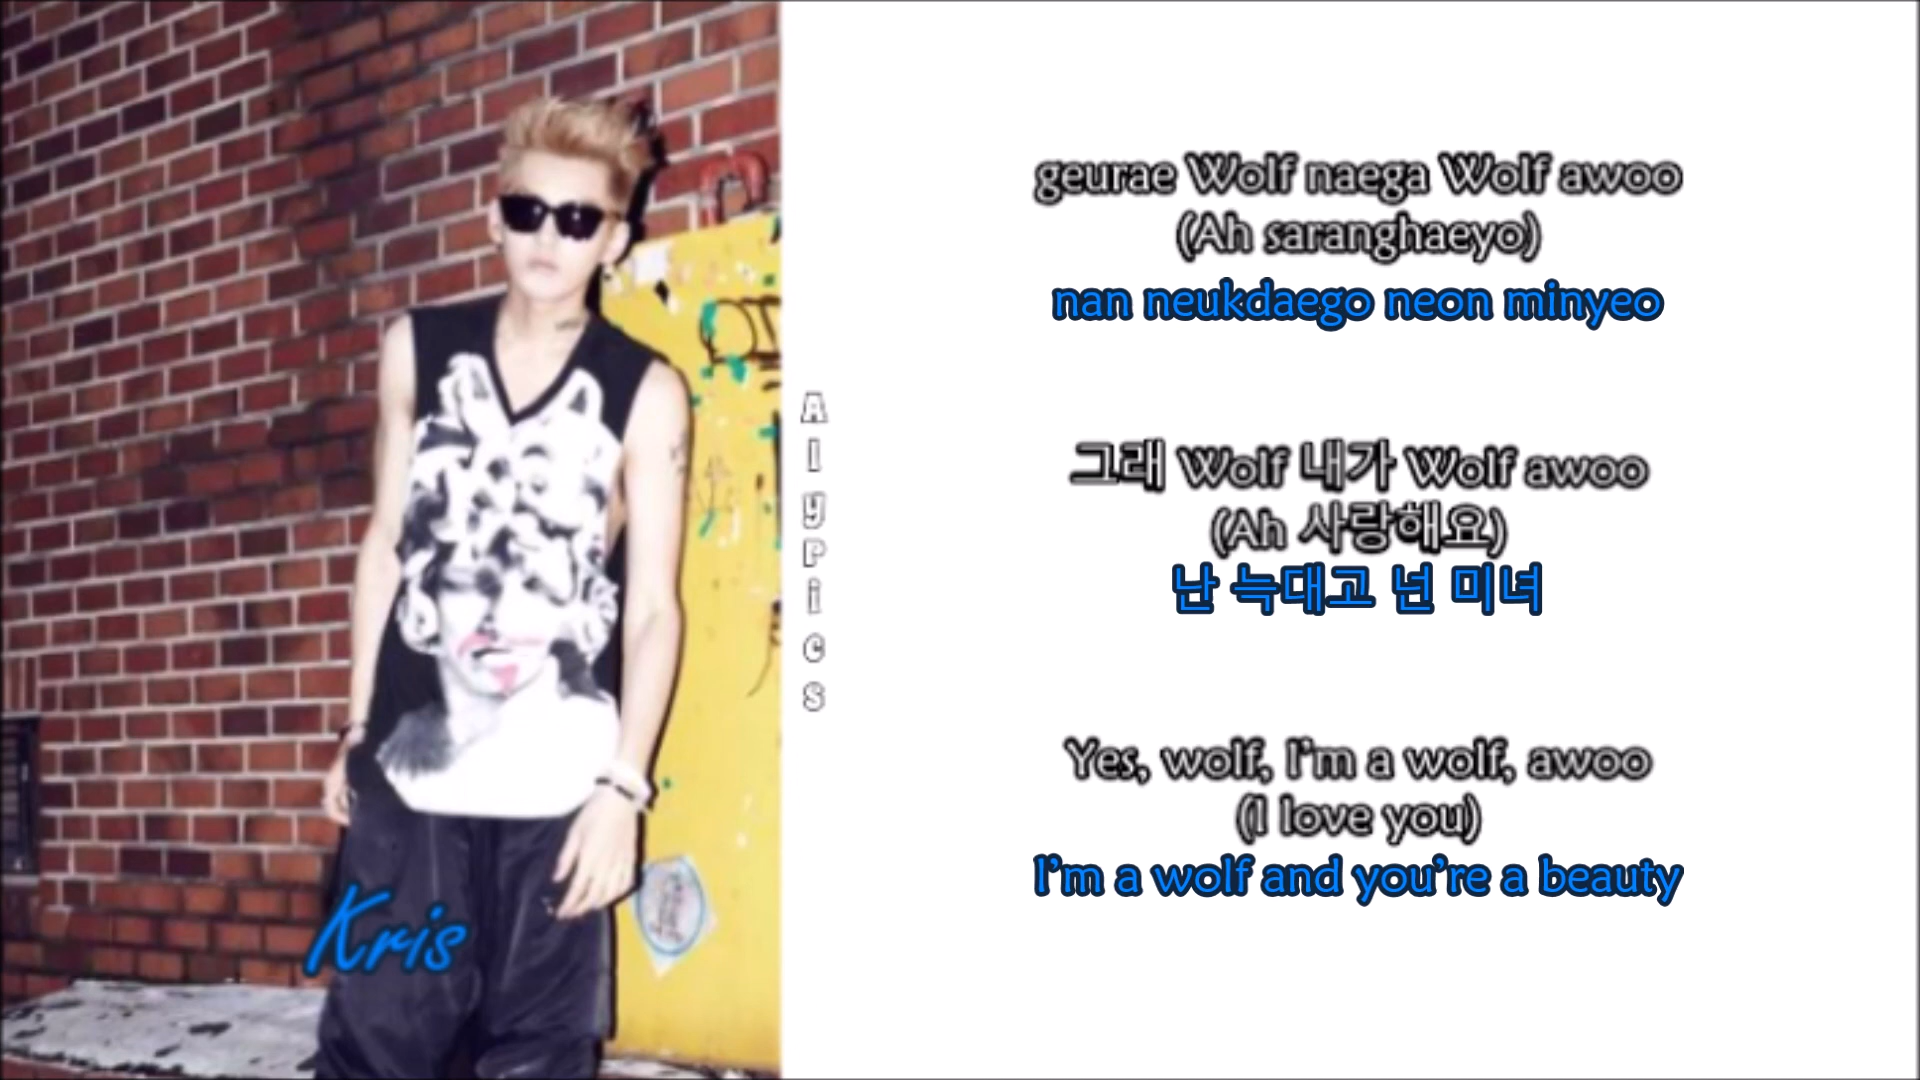 geurae Wolf naega Wolf awoo
(Ah saranghaeyo)
nan neukdaego neon minyeo
그래 Wolf 내가 Wolf awoo
(Ah 사랑해요)
난 늑대고 넌 미녀
Yes, wolf, I'm a wolf, awoo
(I love you)
I'm a wolf and you're a beauty
AlyPics
Kris